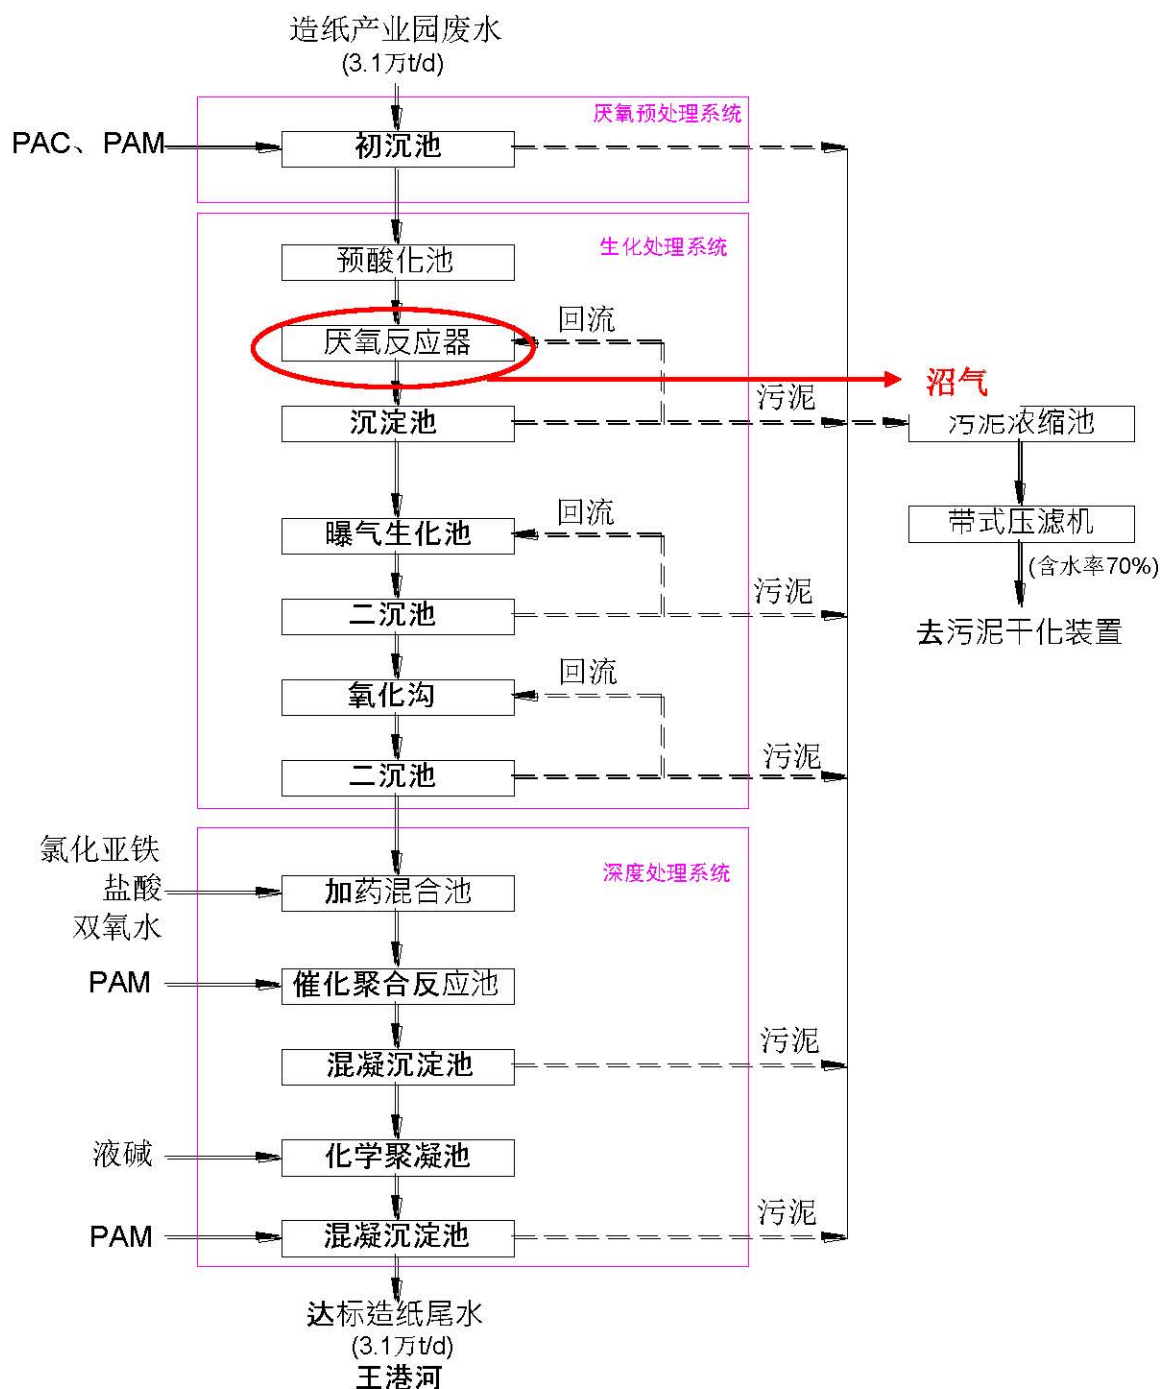 造纸产业园废水
(3.1万t/d)
厌氧预处理系统
PAC、PAM
初沉池
生化处理系统
预酸化池
回流
厌氧反应器
沼气
污泥
沉淀池
污泥浓缩池
回流
曝气生化池
带式压滤机
(含水率70%)
污泥
二沉池
去污泥干化装置
回流
氧化沟
污泥
二沉池
氯化亚铁
盐酸
双氧水
深度处理系统
加药混合池
PAM
催化聚合反应池
污泥
混凝沉淀池
液碱
化学聚凝池
污泥
PAM
混凝沉淀池
达标造纸尾水
(3.1万t/d)
王港河